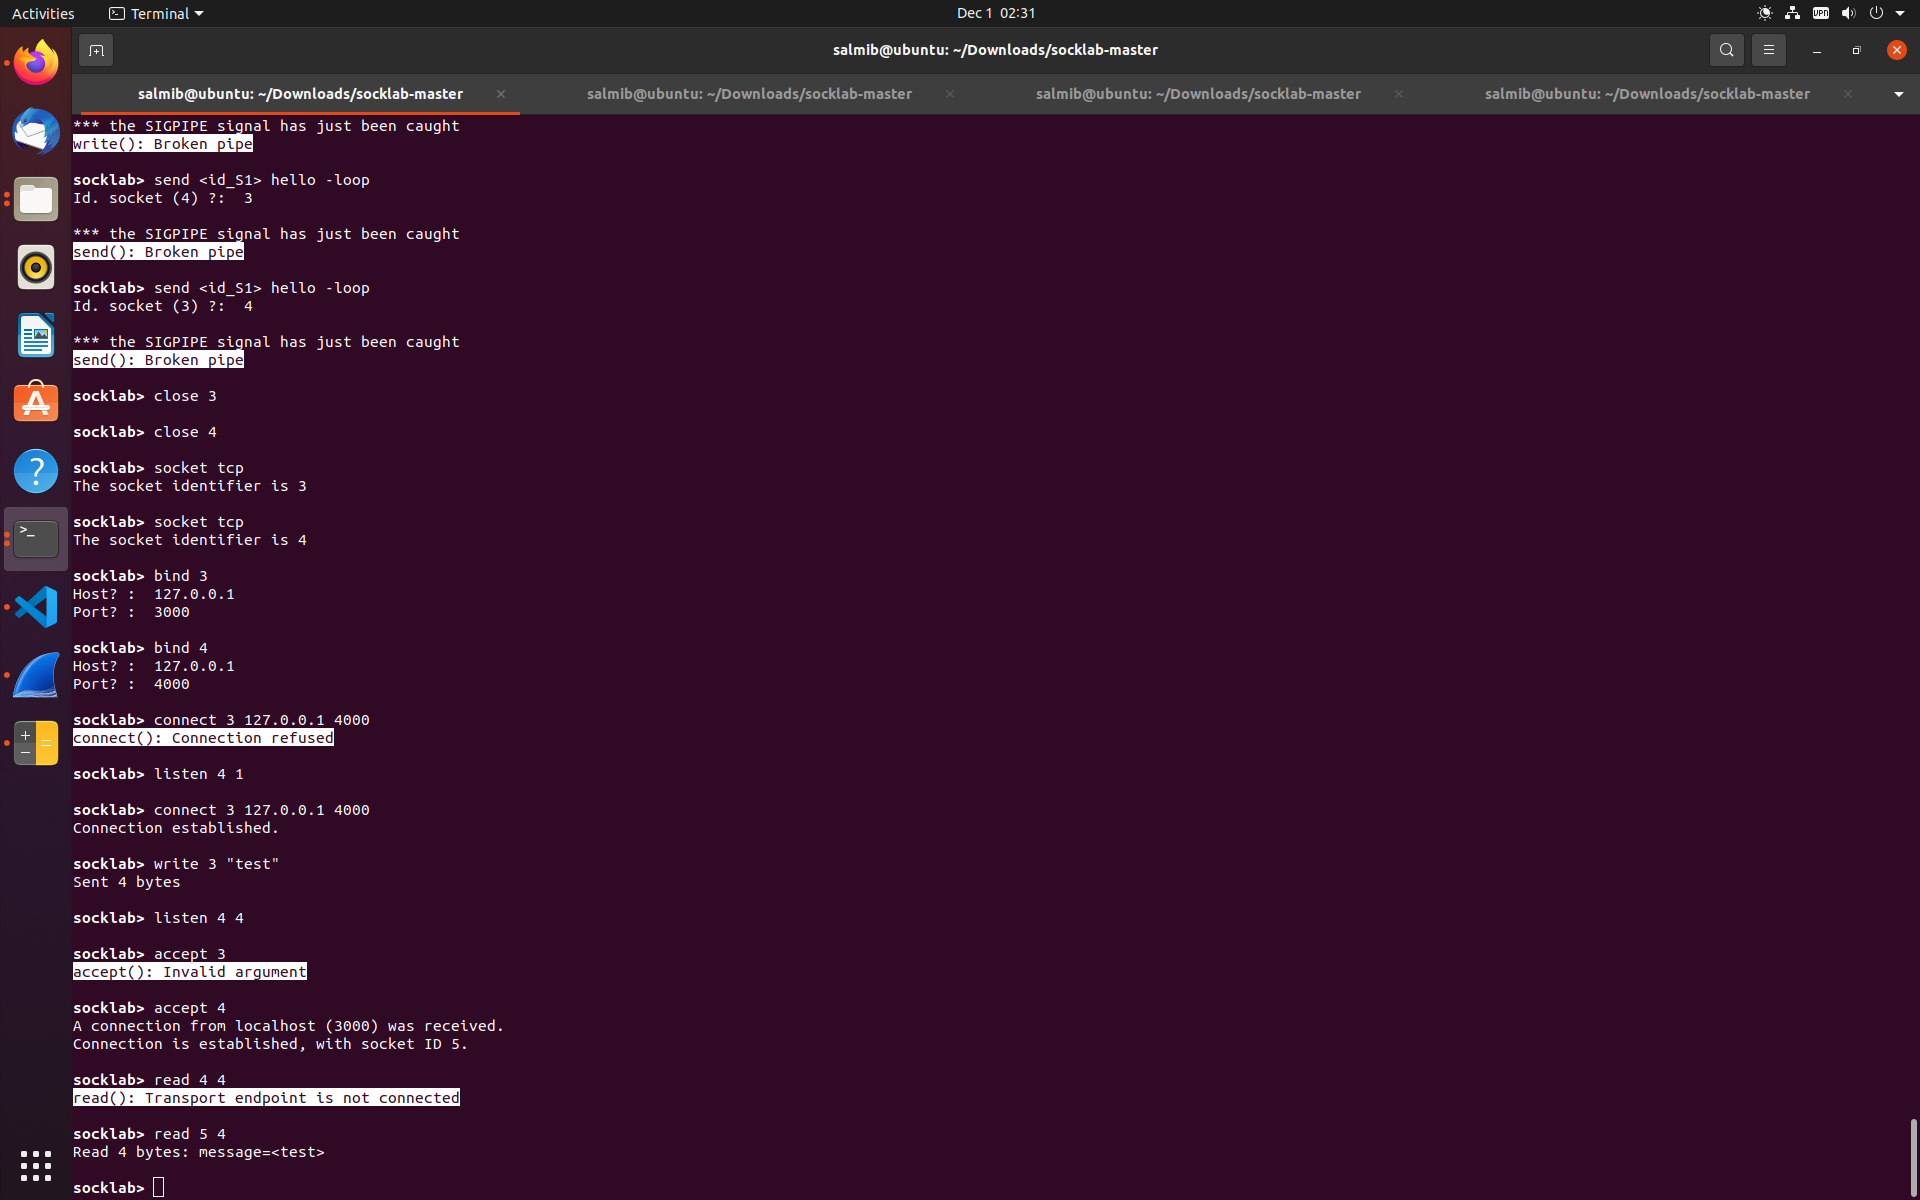 Activities
Terminal
Dec 1 02:31
VPN
salmib@ubuntu: ~/Downloads/socklab-master
salmib@ubuntu: ~/Downloads/socklab-master
salmib@ubuntu: ~/Downloads/socklab-master
salmib@ubuntu: ~/Downloads/socklab-master
salmib@ubuntu: ~/Downloads/socklab-master
*** the SIGPIPE signal has just been caught
write(): Broken pipe
socklab> send <id_S1> hello -loop
Id. socket (4) ?:  3
*** the SIGPIPE signal has just been caught
send(): Broken pipe
socklab> send <id_S1> hello -loop
Id. socket (3) ?:  4
*** the SIGPIPE signal has just been caught
send(): Broken pipe
socklab> close 3
socklab> close 4
socklab> socket tcp
The socket identifier is 3
socklab> socket tcp
The socket identifier is 4
socklab> bind 3
Host? :  127.0.0.1
Port? :  3000
socklab> bind 4
Host? :  127.0.0.1
Port? :  4000
socklab> connect 3 127.0.0.1 4000
connect(): Connection refused
socklab> listen 4 1
socklab> connect 3 127.0.0.1 4000
Connection established.
socklab> write 3 "test"
Sent 4 bytes
socklab> listen 4 4
socklab> accept 3
accept(): Invalid argument
socklab> accept 4
A connection from localhost (3000) was received.
Connection is established, with socket ID 5.
socklab> read 4 4
read(): Transport endpoint is not connected
socklab> read 5 4
Read 4 bytes: message=<test>
socklab>